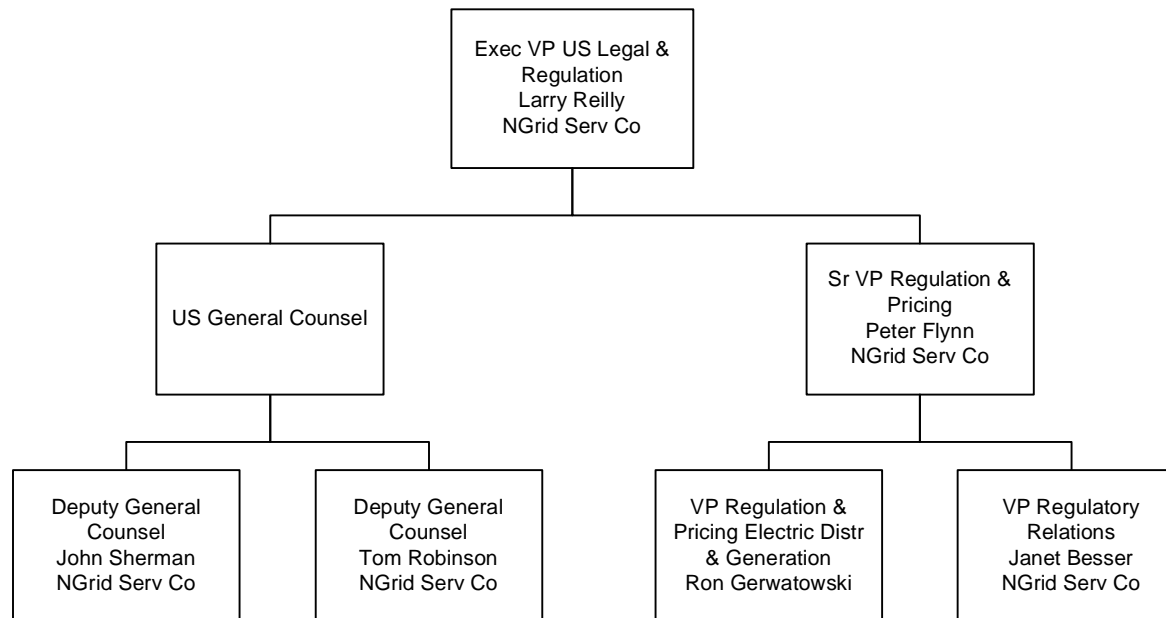 Exec VP US Legal &
Regulation
Larry Reilly
NGrid Serv Co
US General Counsel
Sr VP Regulation &
Pricing
Peter Flynn
NGrid Serv Co
Deputy General
Counsel
John Sherman
NGrid Serv Co
Deputy General
Counsel
Tom Robinson
NGrid Serv Co
VP Regulation &
Pricing Electric Distr
& Generation
Ron Gerwatowski
VP Regulatory
Relations
Janet Besser
NGrid Serv Co